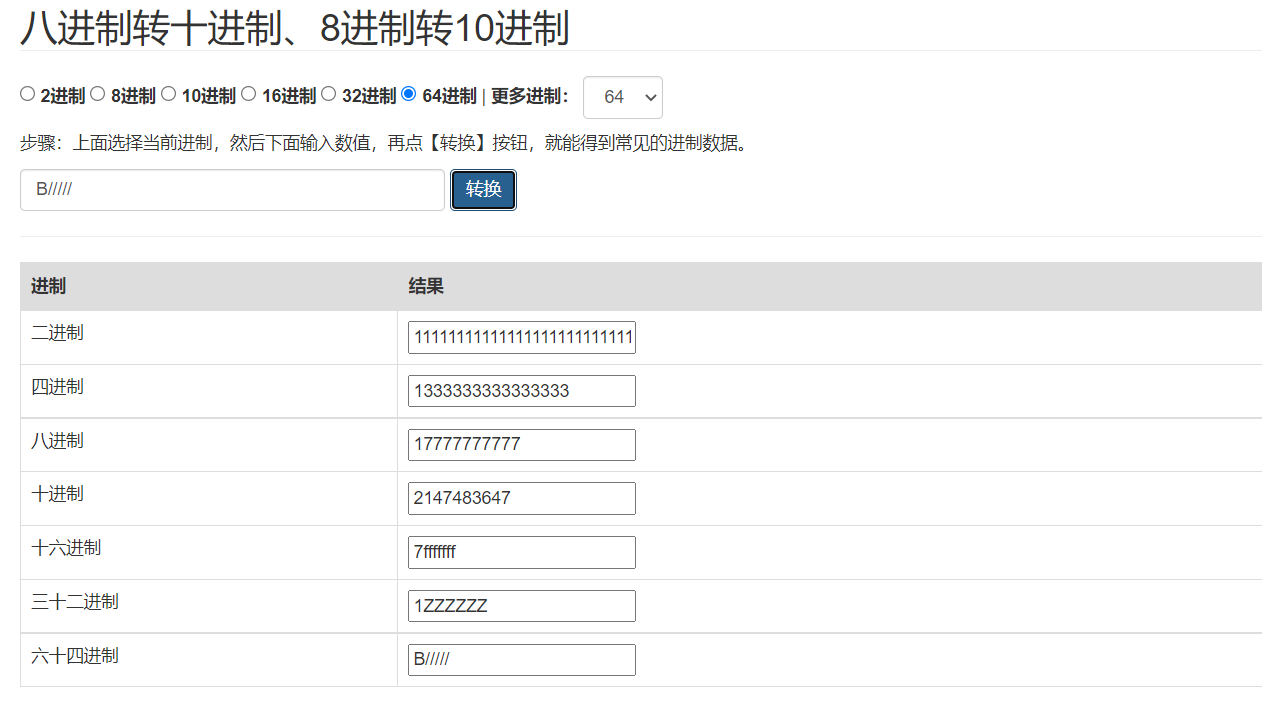 八进制转十进制、8进制转10进制
2进制 8进制 10进制 16进制 32进制 64进制 | 更多进制： 64
步骤：上面选择当前进制，然后下面输入数值，再点【转换】按钮，就能得到常见的进制数据。
B///// 转换
进制 结果
二进制 1111111111111111111111111111
四进制 1333333333333333
八进制 17777777777
十进制 2147483647
十六进制 7fffffff
三十二进制 1ZZZZZZ
六十四进制 B/////